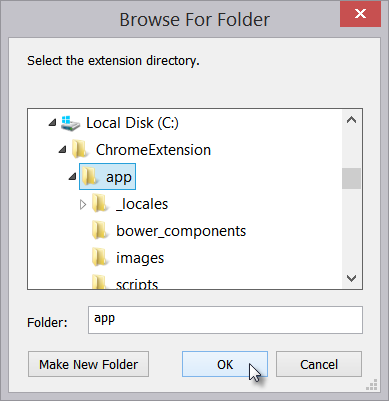 Browse For Folder
Select the extension directory.
Local Disk (C:)
ChromeExtension
app
_locales
bower_components
images
scripts
Folder: app
Make New Folder OK Cancel